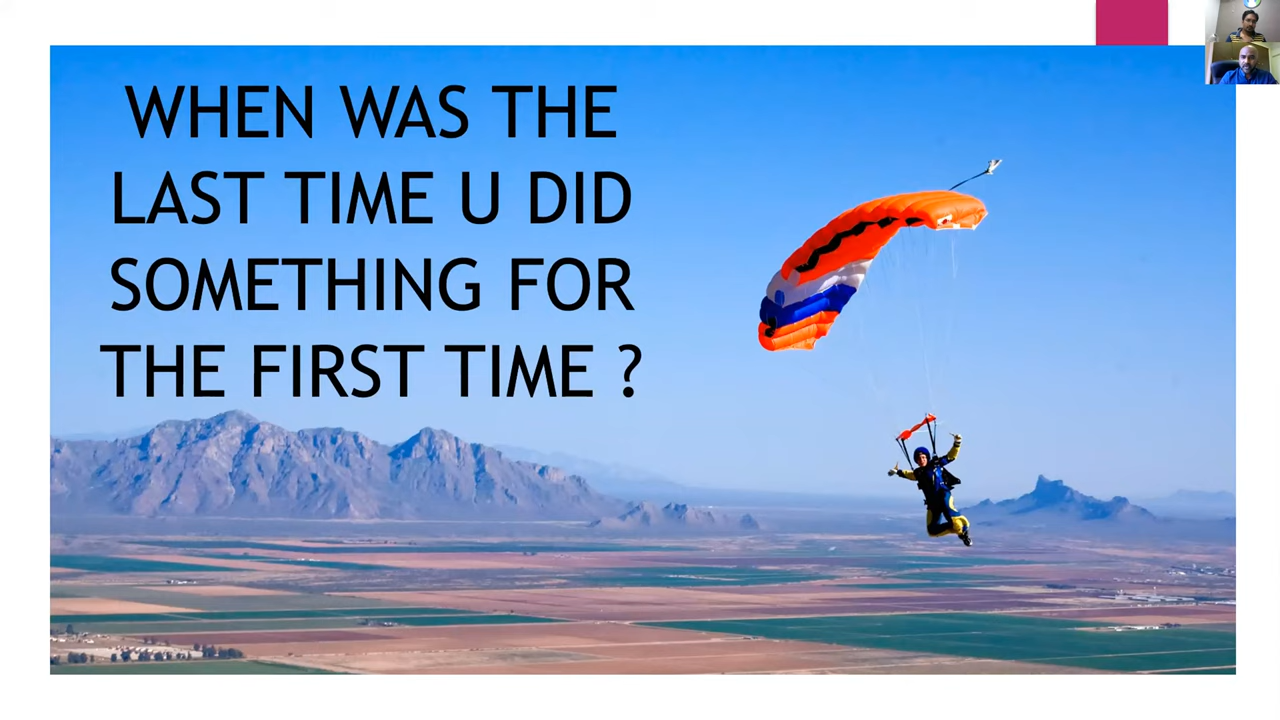 WHEN WAS THE
LAST TIME U DID
SOMETHING FOR
THE FIRST TIME ?